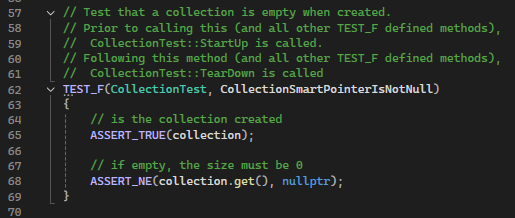 57 // Test that a collection is empty when created.
58 // Prior to calling this (and all other TEST_F defined methods),
59 //  CollectionTest::StartUp is called.
60 // Following this method (and all other TEST_F defined methods),
61 //  CollectionTest::TearDown is called
62 TEST_F(CollectionTest, CollectionSmartPointerIsNotNull)
63 {
64     // is the collection created
65     ASSERT_TRUE(collection);
66
67     // if empty, the size must be 0
68     ASSERT_NE(collection.get(), nullptr);
69 }
70